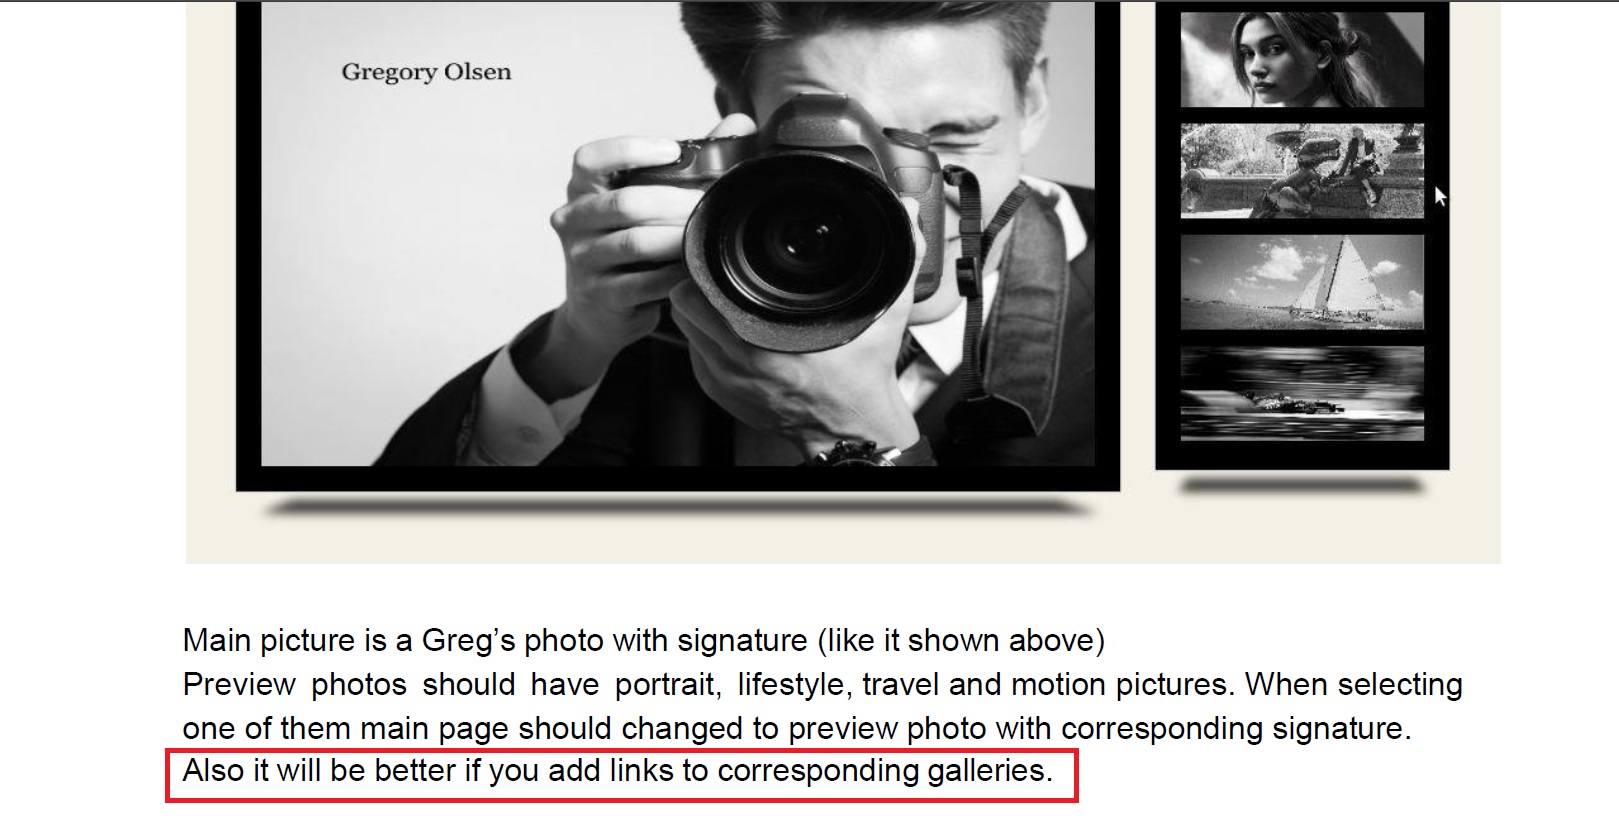 Gregory Olsen
Main picture is a Greg’s photo with signature (like it shown above)
Preview photos should have portrait, lifestyle, travel and motion pictures. When selecting
one of them main page should changed to preview photo with corresponding signature.
Also it will be better if you add links to corresponding galleries.